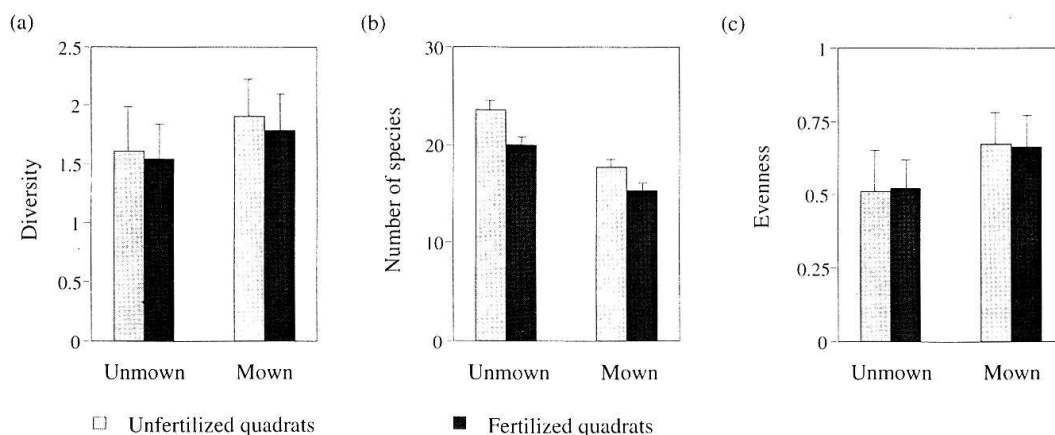 (a)
2.5
2
1.5
1
0.5
0
Diversity
Unmown
Mown
(b)
30
20
10
0
Number of species
Unmown
Mown
(c)
1
0.75
0.5
0.25
0
Evenness
Unmown
Mown
Unfertilized quadrats
Fertilized quadrats